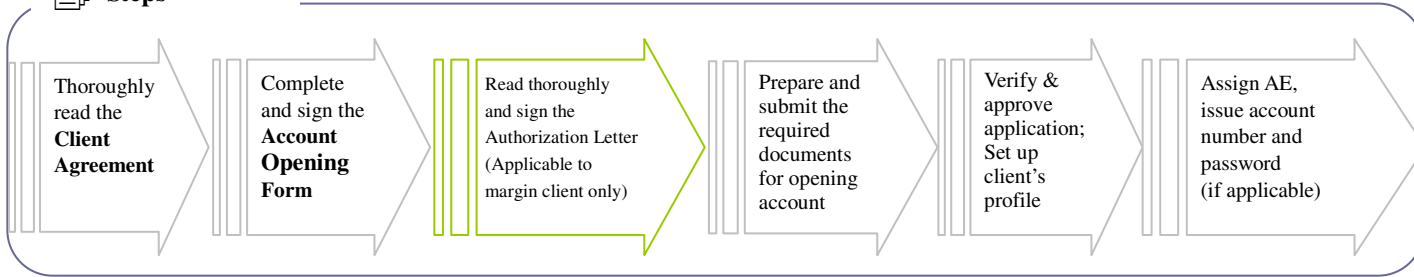 Steps
Thoroughly
read the
Client
Agreement
Complete
and sign the
Account
Opening
Form
Read thoroughly
and sign the
Authorization Letter
(Applicable to
margin client only)
Prepare and
submit the
required
documents
for opening
account
Verify &
approve
application;
Set up
client’s
profile
Assign AE,
issue account
number and
password
(if applicable)